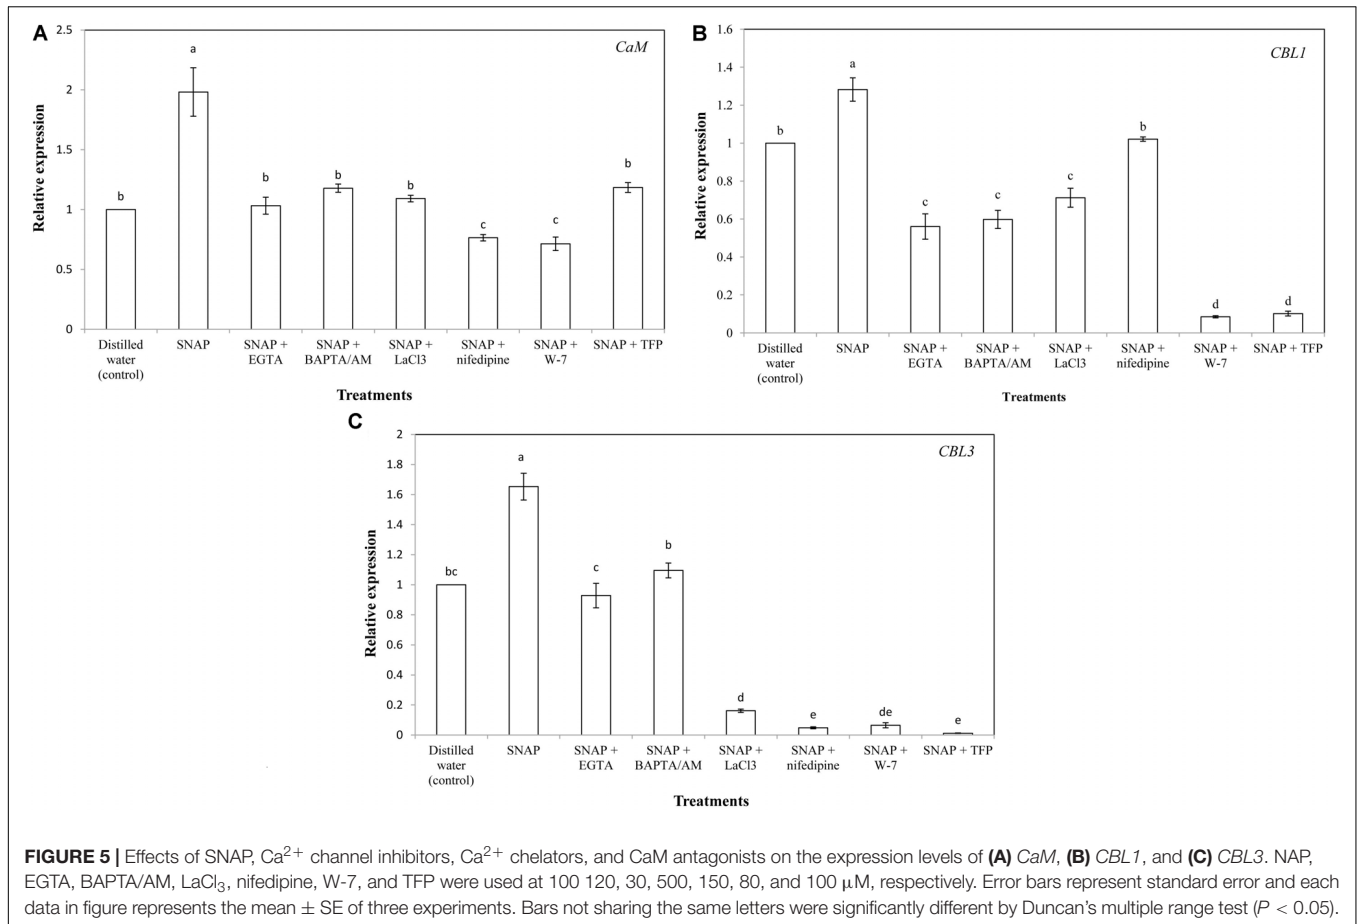 A
CaM
2.5
2
1.5
1
0.5
0
Relative expression
a
b
b
b
b
c
c
b
Distilled water (control)
SNAP
SNAP + EGTA
SNAP + BAPTA/AM
SNAP + LaCl3
SNAP + nifedipine
SNAP + W-7
SNAP + TFP
Treatments
B
CBL1
1.6
1.4
1.2
1
0.8
0.6
0.4
0.2
0
Relative expression
b
a
c
c
c
b
d
d
Distilled water (control)
SNAP
SNAP + EGTA
SNAP + BAPTA/AM
SNAP + LaCl3
SNAP + nifedipine
SNAP + W-7
SNAP + TFP
Treatments
C
CBL3
2
1.8
1.6
1.4
1.2
1
0.8
0.6
0.4
0.2
0
Relative expression
bc
a
c
b
d
e
de
e
Distilled water (control)
SNAP
SNAP + EGTA
SNAP + BAPTA/AM
SNAP + LaCl3
SNAP + nifedipine
SNAP + W-7
SNAP + TFP
Treatments
FIGURE 5 | Effects of SNAP, Ca²⁺ channel inhibitors, Ca²⁺ chelators, and CaM antagonists on the expression levels of (A) CaM, (B) CBL1, and (C) CBL3. NAP,
EGTA, BAPTA/AM, LaCl₃, nifedipine, W-7, and TFP were used at 100 120, 30, 500, 150, 80, and 100 μM, respectively. Error bars represent standard error and each
data in figure represents the mean ± SE of three experiments. Bars not sharing the same letters were significantly different by Duncan's multiple range test (P < 0.05).